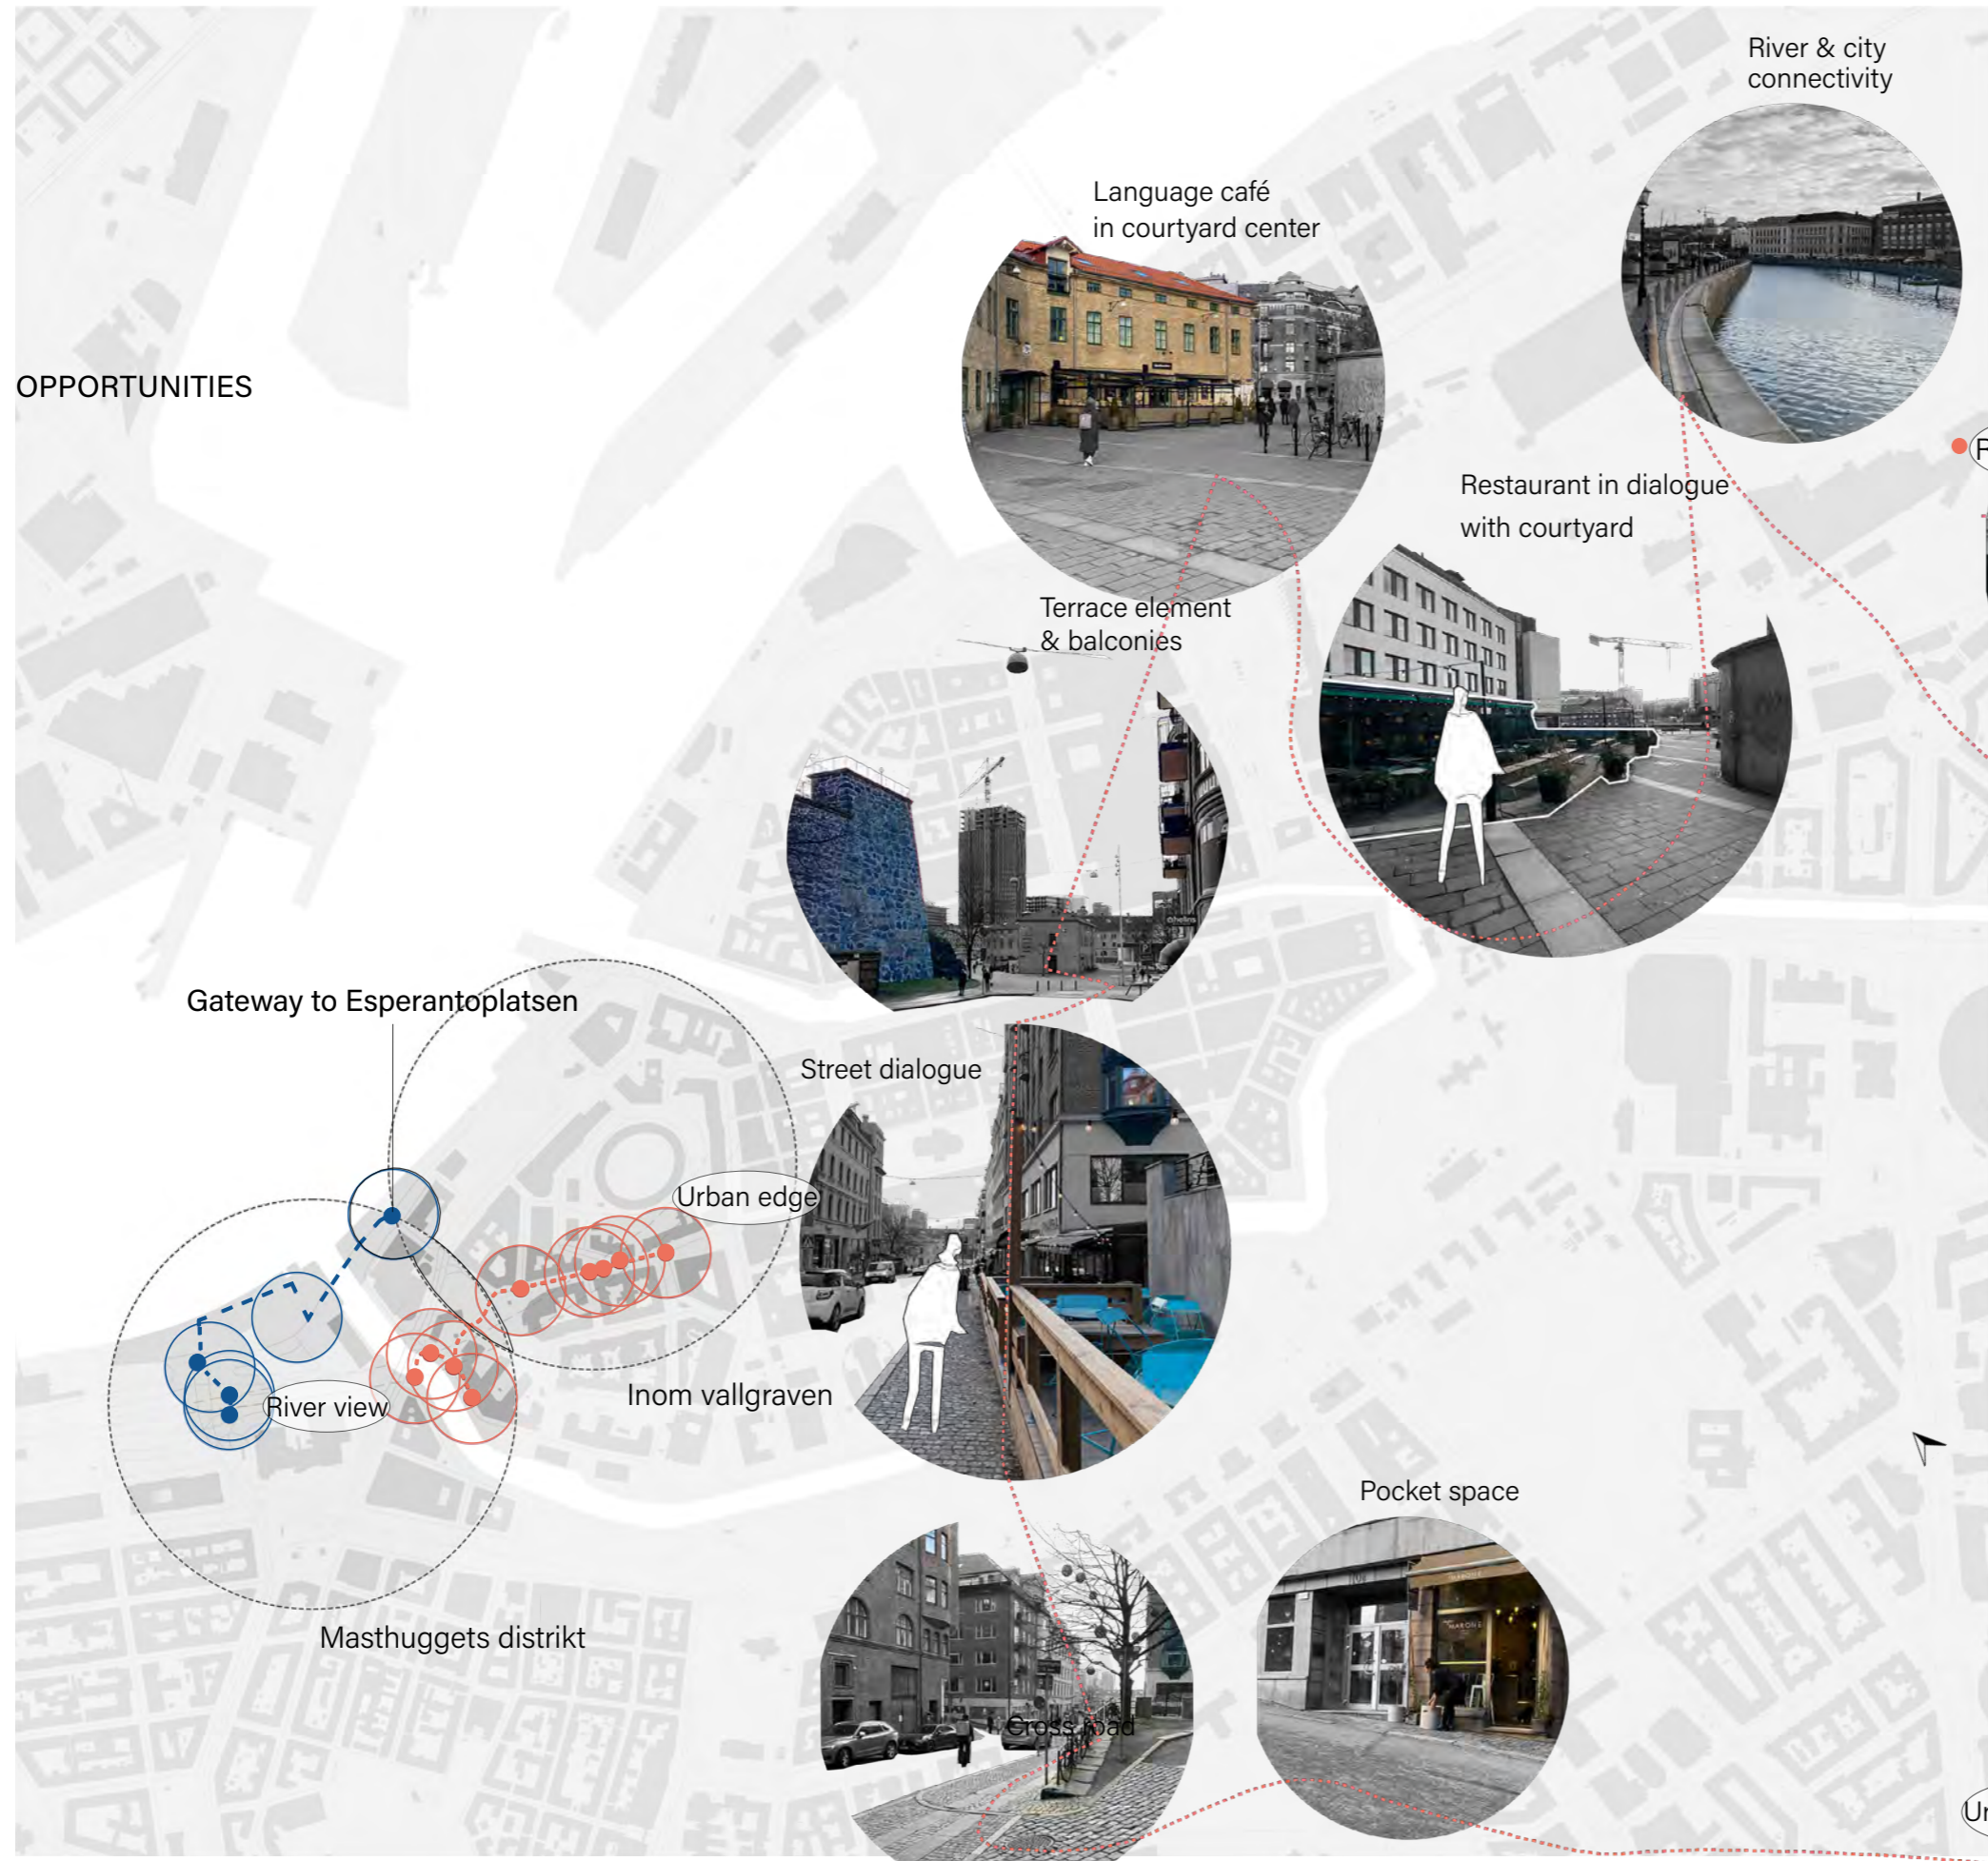 River & city
connectivity
Language café
in courtyard center
OPPORTUNITIES
Restaurant in dialogue
with courtyard
Terrace element
& balconies
Gateway to Esperantoplatsen
Street dialogue
Urban edge
River view
Inom vallgraven
Pocket space
Masthuggets distrikt
Cross road
MARONE